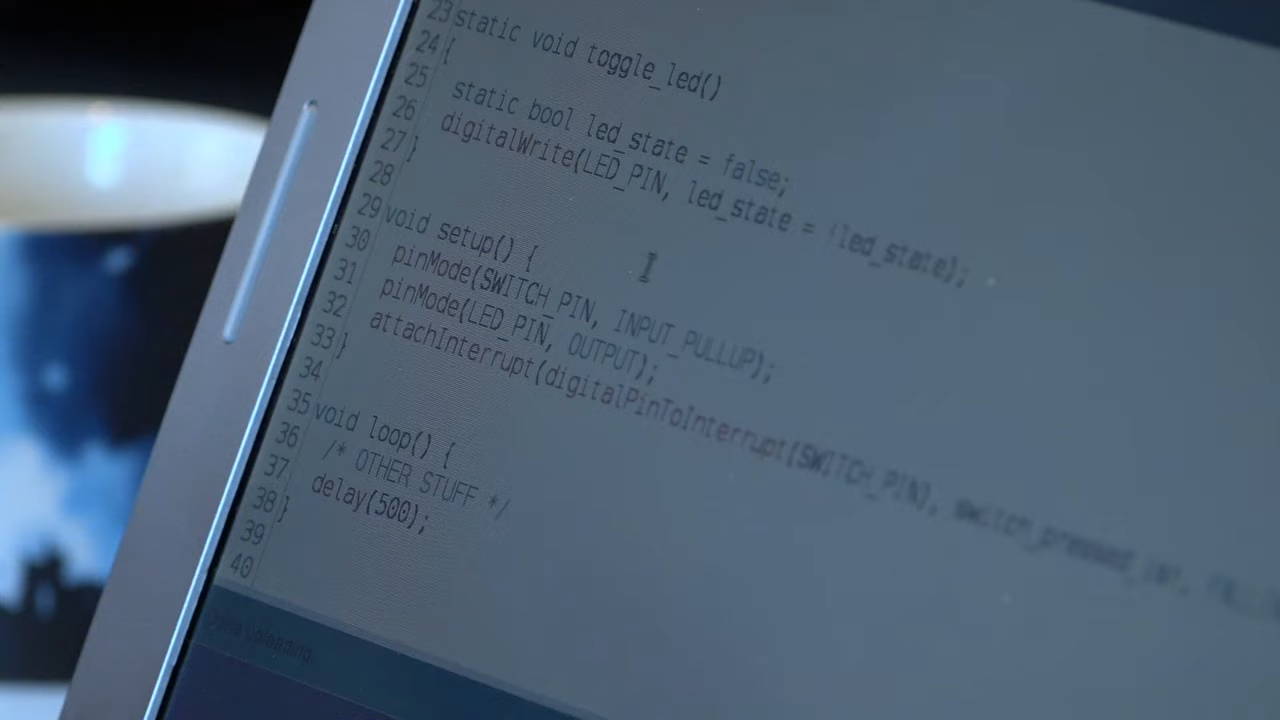 23 static void toggle_led()
24 {
25 static bool led_state = false;
26 digitalWrite(LED_PIN, led_state = !led_state);
27 }
28
29 void setup() {
30 pinMode(SWITCH_PIN, INPUT_PULLUP);
31 pinMode(LED_PIN, OUTPUT);
32 attachInterrupt(digitalPinToInterrupt(SWITCH_PIN), switch_pressed_int,
33 }
34
35 void loop() {
36 /* OTHER STUFF */
37 delay(500);
38 }
39
40
uploading.